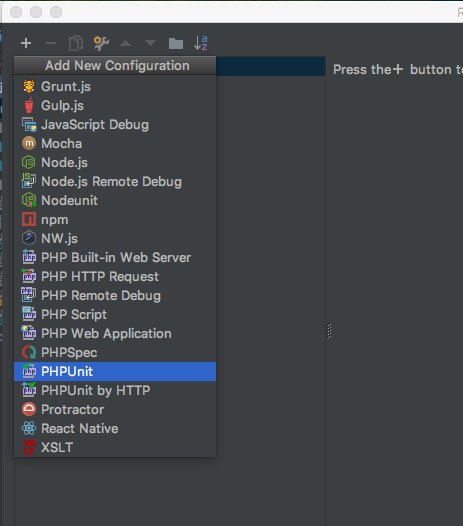 R
Add New Configuration
Press the + button to
Grunt.js
Gulp.js
JavaScript Debug
Mocha
Node.js
Node.js Remote Debug
Nodeunit
npm
NW.js
PHP Built-in Web Server
PHP HTTP Request
PHP Remote Debug
PHP Script
PHP Web Application
PHPSpec
PHPUnit
PHPUnit by HTTP
Protractor
React Native
XSLT